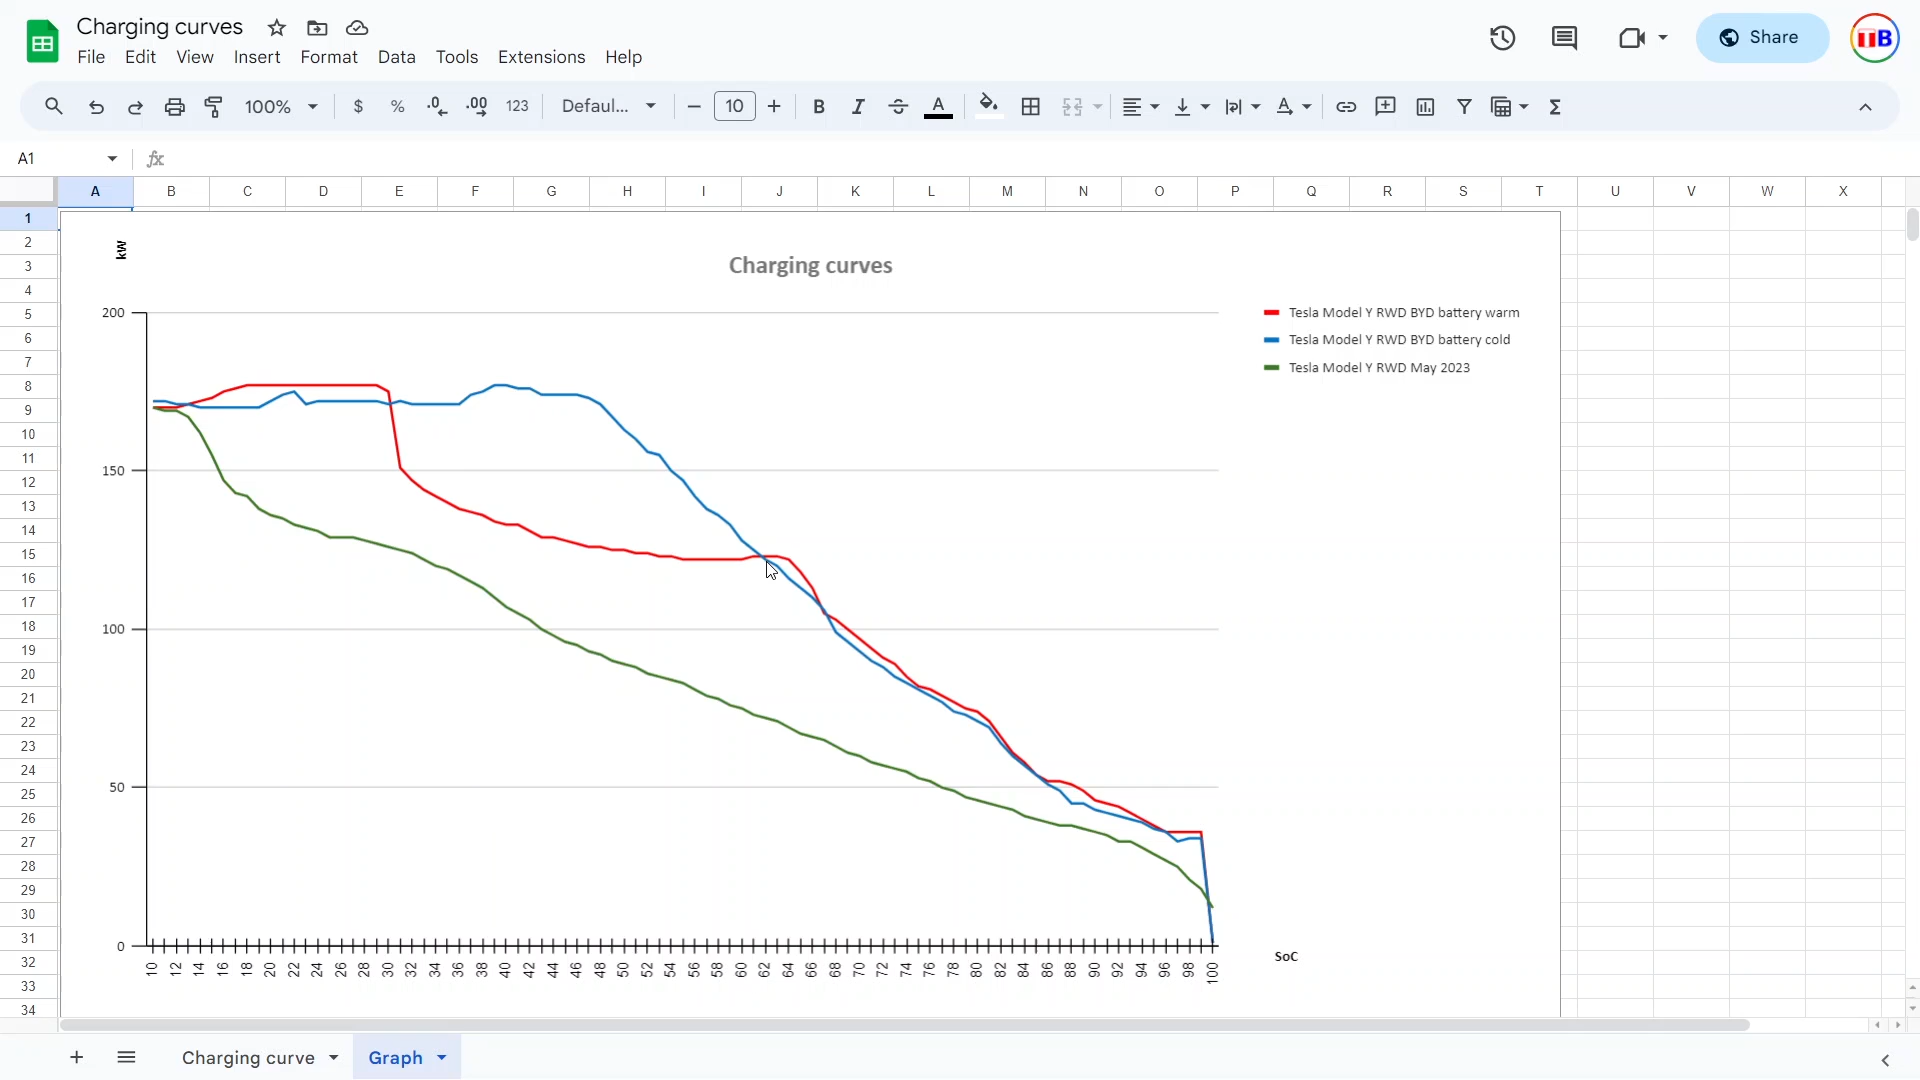 Charging curves
File Edit View Insert Format Data Tools Extensions Help
Share
TB
100% $ % .0 .00 123 Defaul... 10 B I A
A1 fx
A B C D E F G H I J K L M N O P Q R S T U V W X
1
2
3
4
5
6
7
8
9
10
11
12
13
14
15
16
17
18
19
20
21
22
23
24
25
26
27
28
29
30
31
32
33
34
kW
Charging curves
200
150
100
50
0
Tesla Model Y RWD BYD battery warm
Tesla Model Y RWD BYD battery cold
Tesla Model Y RWD May 2023
10 12 14 16 18 20 22 24 26 28 30 32 34 36 38 40 42 44 46 48 50 52 54 56 58 60 62 64 66 68 70 72 74 76 78 80 82 84 86 88 90 92 94 96 98 100
SoC
Charging curve Graph